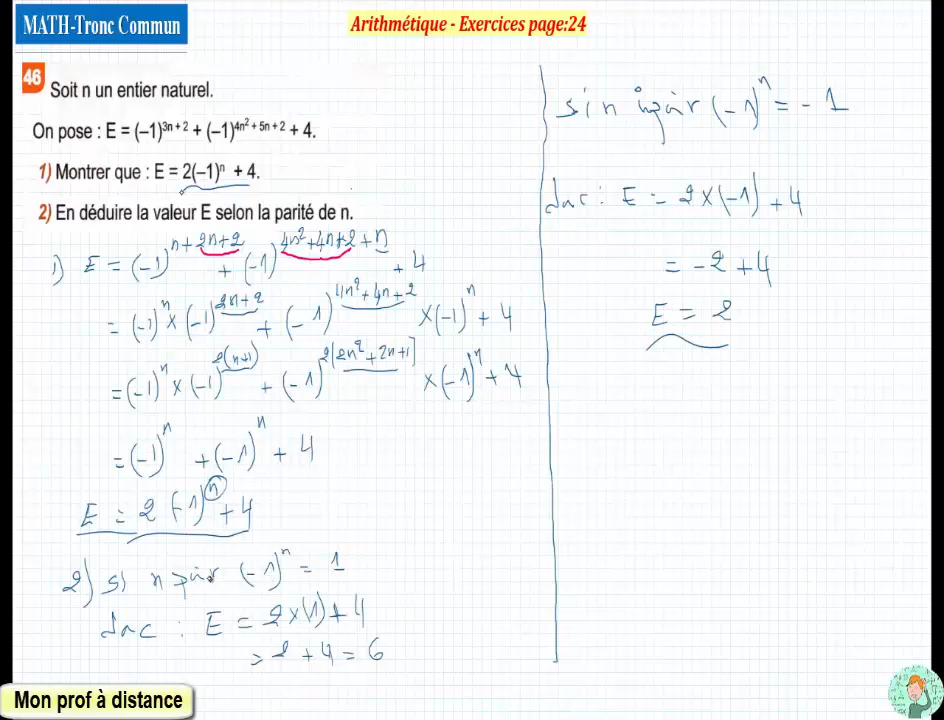 MATH-Tronc Commun
Arithmétique - Exercices page:24
46
Soit n un entier naturel.
On pose : E = (–1)³ⁿ⁺² + (–1)^(4n² + 5n + 2) + 4.
1) Montrer que : E = 2(–1)ⁿ + 4.
2) En déduire la valeur E selon la parité de n.
1) E = (-1)^(n+2n+2) + (-1)^(4n²+4n+2+n) + 4
= (-1)ⁿ × (-1)^(2n+2) + (-1)^(4n²+4n+2) × (-1)ⁿ + 4
= (-1)ⁿ × (-1)^(2(n+1)) + (-1)^(2[2n²+2n+1]) × (-1)ⁿ + 4
= (-1)ⁿ + (-1)ⁿ + 4
E = 2(-1)ⁿ + 4
2) si n pair (-1)ⁿ = 1
donc : E = 2×(1) + 4
= 2 + 4 = 6
si n impair (-1)ⁿ = -1
donc : E = 2×(-1) + 4
= -2 + 4
E = 2
Mon prof à distance